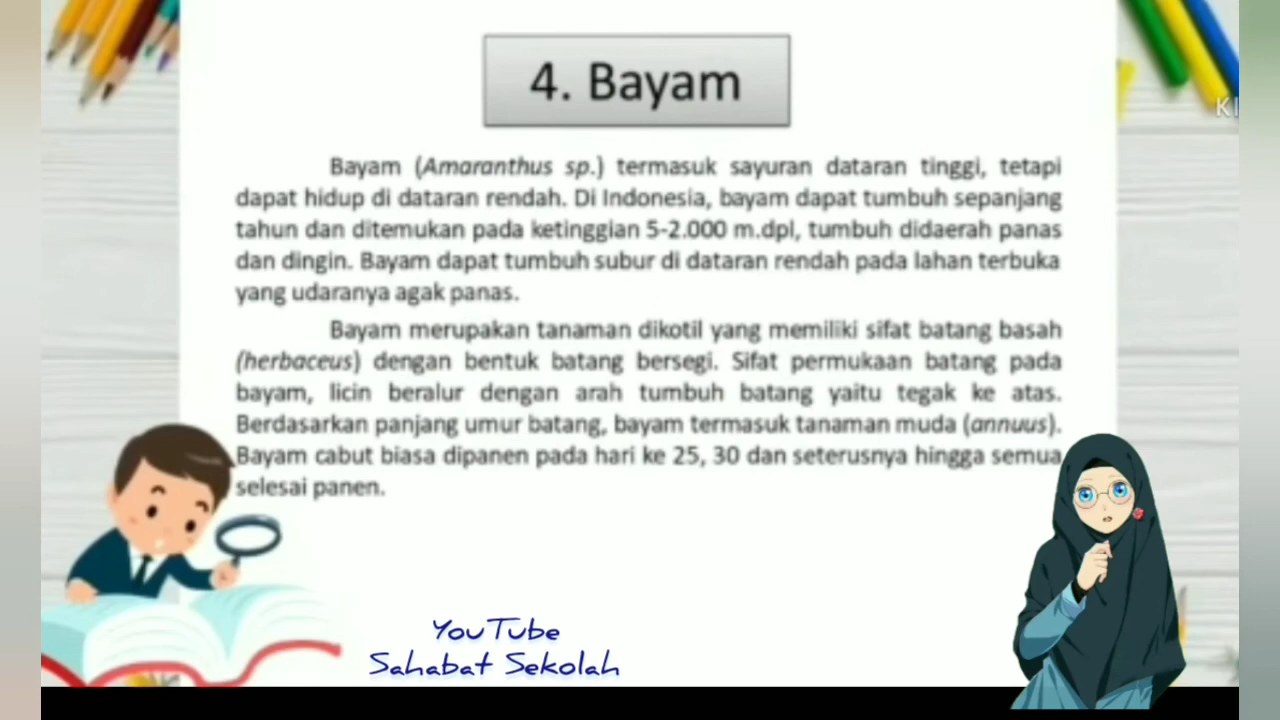 4. Bayam
Bayam (Amaranthus sp.) termasuk sayuran dataran tinggi, tetapi
dapat hidup di dataran rendah. Di Indonesia, bayam dapat tumbuh sepanjang
tahun dan ditemukan pada ketinggian 5-2.000 m.dpl, tumbuh didaerah panas
dan dingin. Bayam dapat tumbuh subur di dataran rendah pada lahan terbuka
yang udaranya agak panas.
Bayam merupakan tanaman dikotil yang memiliki sifat batang basah
(herbaceus) dengan bentuk batang bersegi. Sifat permukaan batang pada
bayam, licin beralur dengan arah tumbuh batang yaitu tegak ke atas.
Berdasarkan panjang umur batang, bayam termasuk tanaman muda (annuus).
Bayam cabut biasa dipanen pada hari ke 25, 30 dan seterusnya hingga semua
selesai panen.
YouTube
Sahabat Sekolah